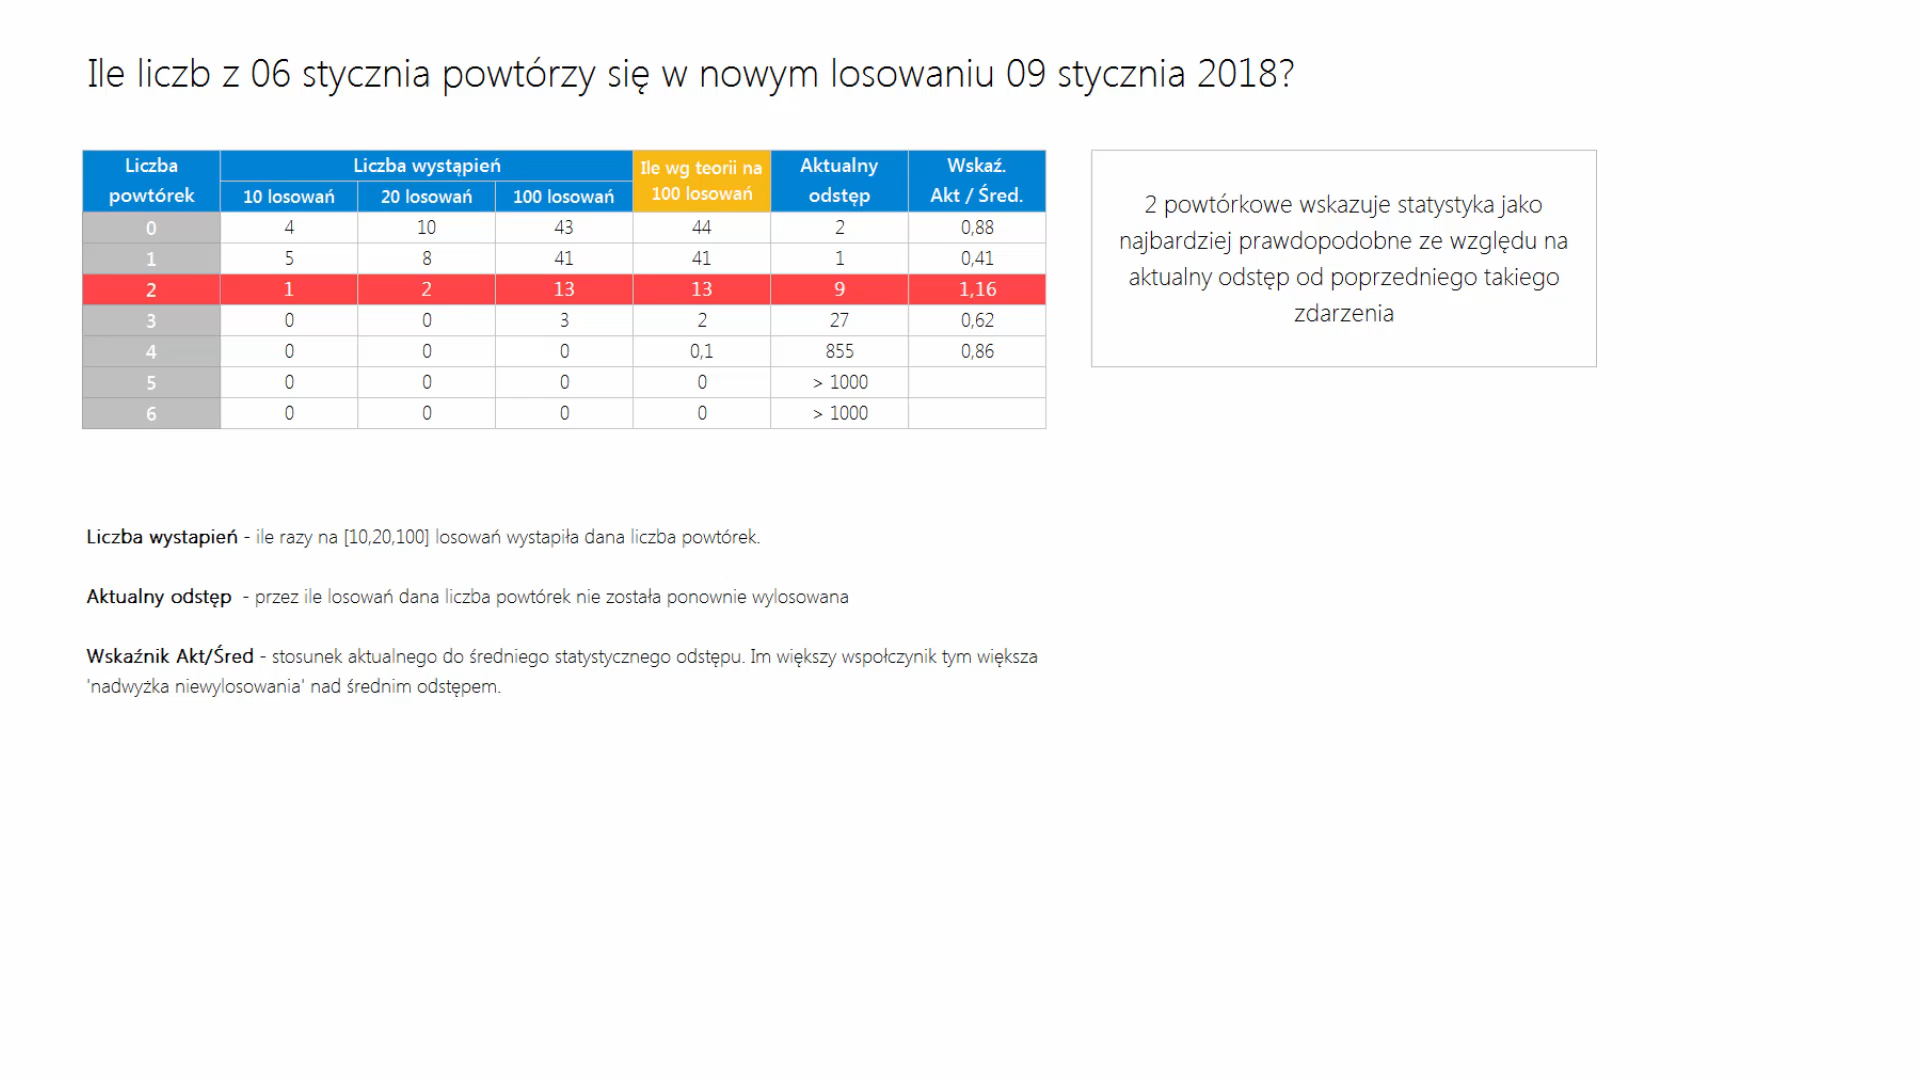 Ile liczb z 06 stycznia powtórzy się w nowym losowaniu 09 stycznia 2018?
Liczba powtórek | Liczba wystąpień | Ile wg teorii na 100 losowań | Aktualny odstęp | Wskaź. Akt / Śred.
10 losowań | 20 losowań | 100 losowań
0 4 10 43 44 2 0,88
1 5 8 41 41 1 0,41
2 1 2 13 13 9 1,16
3 0 0 3 2 27 0,62
4 0 0 0 0,1 855 0,86
5 0 0 0 0 > 1000
6 0 0 0 0 > 1000
2 powtórkowe wskazuje statystyka jako
najbardziej prawdopodobne ze względu na
aktualny odstęp od poprzedniego takiego
zdarzenia
Liczba wystapień - ile razy na [10,20,100] losowań wystapiła dana liczba powtórek.
Aktualny odstęp - przez ile losowań dana liczba powtórek nie została ponownie wylosowana
Wskaźnik Akt/Śred - stosunek aktualnego do średniego statystycznego odstępu. Im większy wspołczynik tym większa
'nadwyżka niewylosowania' nad średnim odstępem.